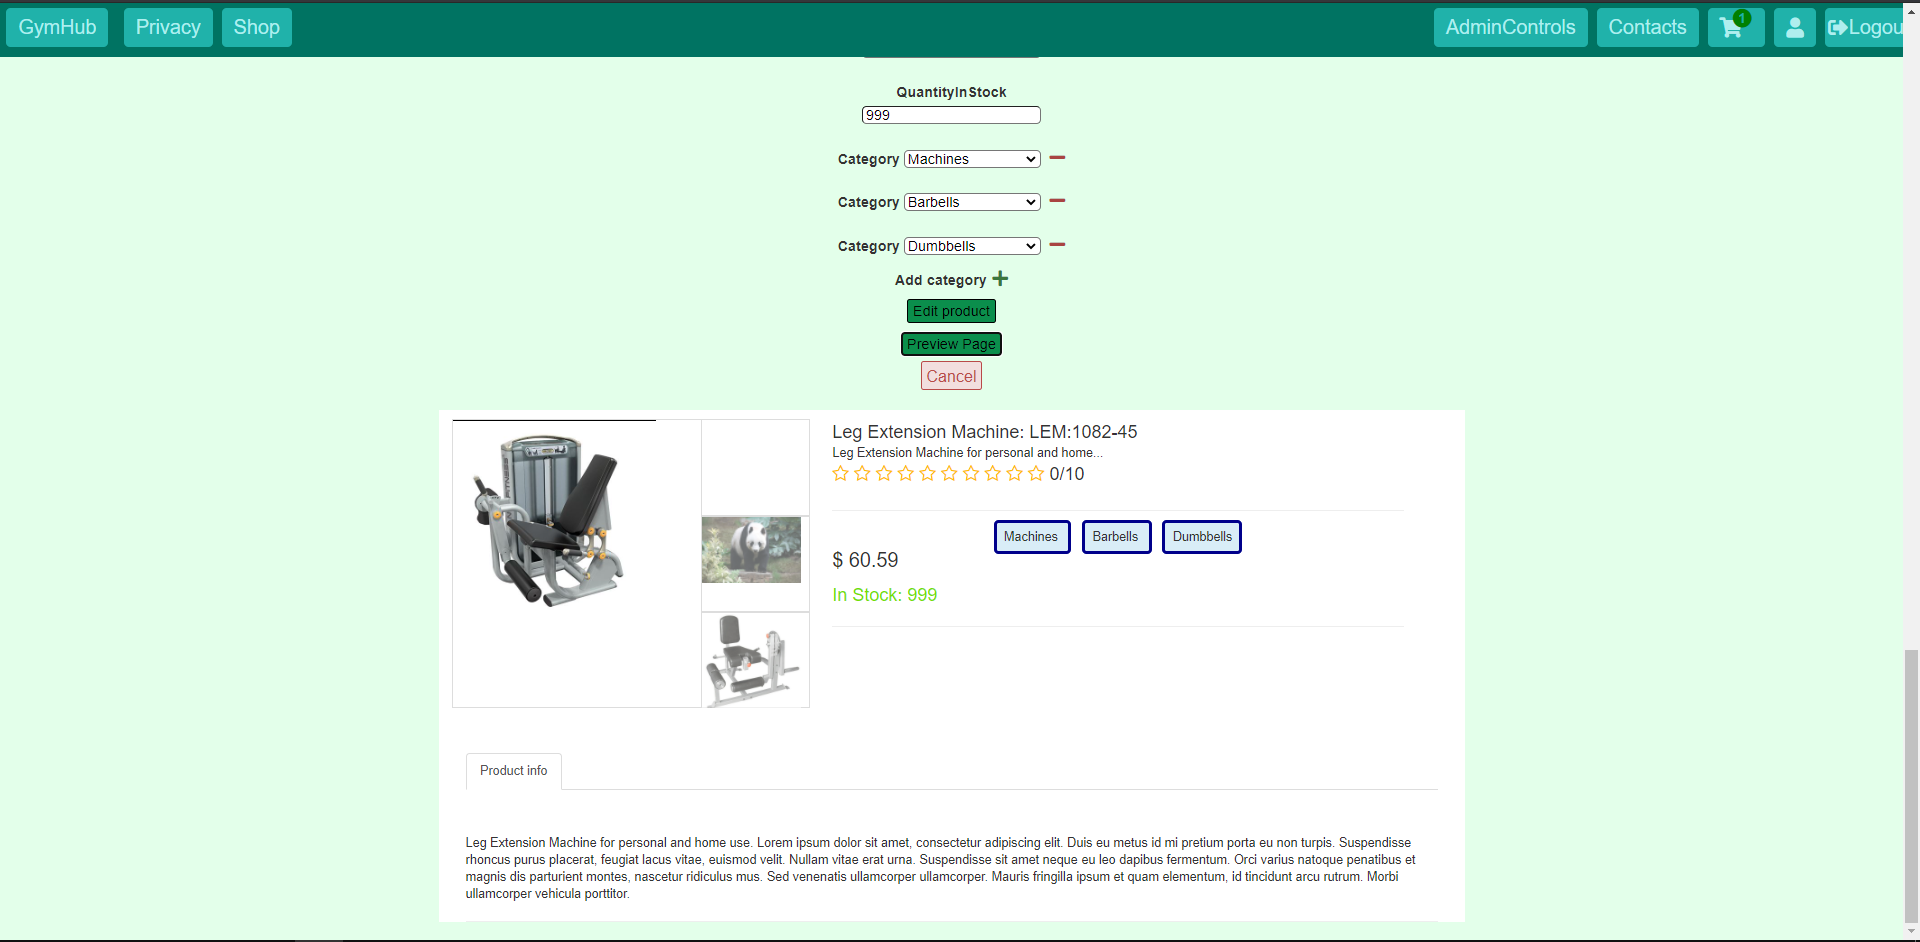 GymHub Privacy Shop AdminControls Contacts 1 Logou
QuantityInStock
999
Category Machines
Category Barbells
Category Dumbbells
Add category
Edit product
Preview Page
Cancel
Leg Extension Machine: LEM:1082-45
Leg Extension Machine for personal and home...
0/10
Machines Barbells Dumbbells
$ 60.59
In Stock: 999
Product info
Leg Extension Machine for personal and home use. Lorem ipsum dolor sit amet, consectetur adipiscing elit. Duis eu metus id mi pretium porta eu non turpis. Suspendisse
rhoncus purus placerat, feugiat lacus vitae, euismod velit. Nullam vitae erat urna. Suspendisse sit amet neque eu leo dapibus fermentum. Orci varius natoque penatibus et
magnis dis parturient montes, nascetur ridiculus mus. Sed venenatis ullamcorper ullamcorper. Mauris fringilla ipsum et quam elementum, id tincidunt arcu rutrum. Morbi
ullamcorper vehicula porttitor.